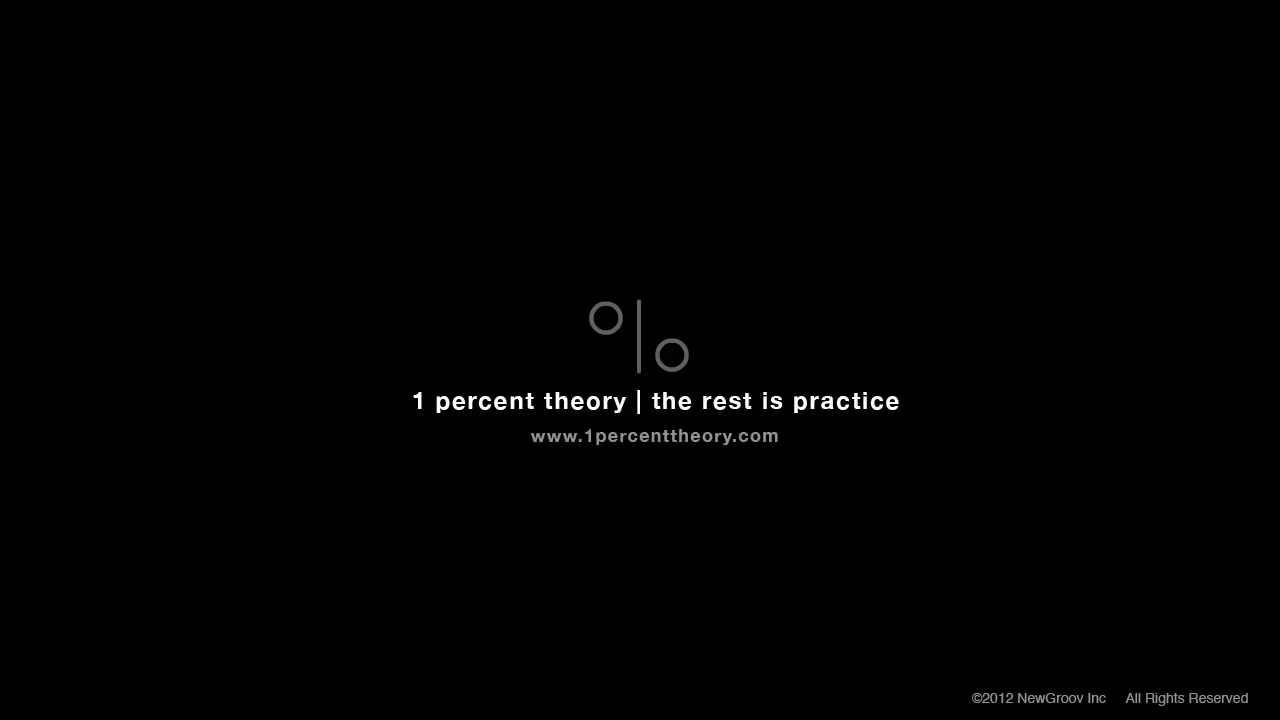 1 percent theory | the rest is practice
www.1percenttheory.com
©2012 NewGroov Inc All Rights Reserved